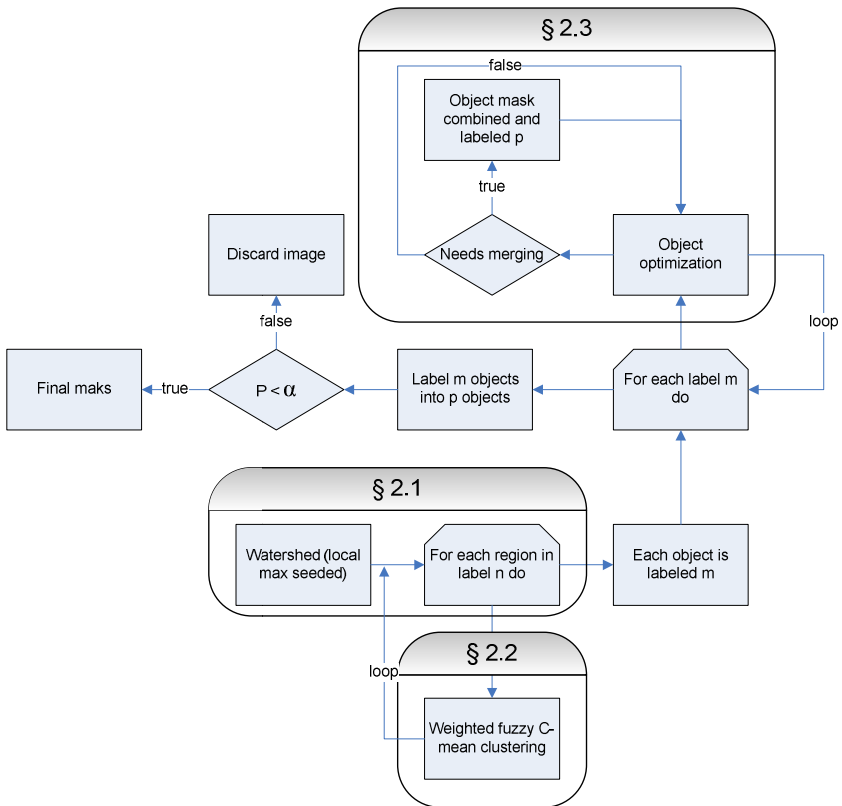 § 2.3
false
Object mask
combined and
labeled p
true
Needs merging
Object
optimization
loop
Discard image
false
Final maks
true
P < α
Label m objects
into p objects
For each label m
do
§ 2.1
Watershed (local
max seeded)
For each region in
label n do
Each object is
labeled m
§ 2.2
loop
Weighted fuzzy C-
mean clustering